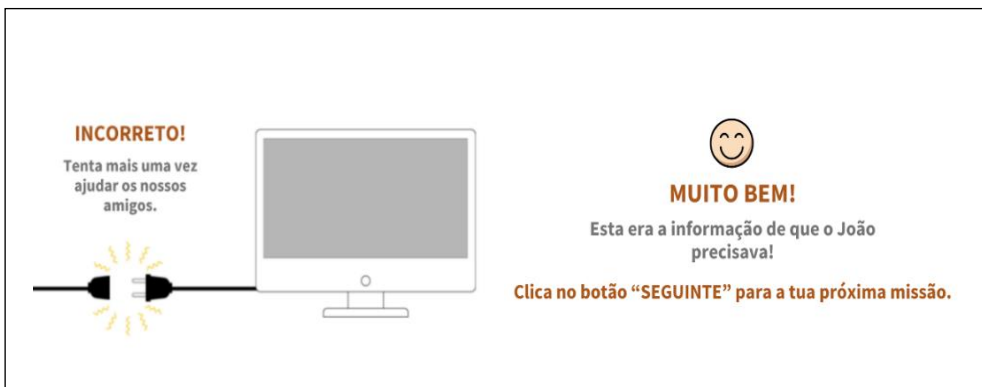 INCORRETO!
Tenta mais uma vez
ajudar os nossos
amigos.
MUITO BEM!
Esta era a informação de que o João
precisava!
Clica no botão “SEGUINTE” para a tua próxima missão.